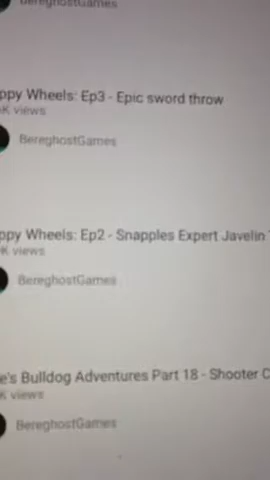 BereghostGames
ppy Wheels: Ep3 - Epic sword throw
K views
BereghostGames
ppy Wheels: Ep2 - Snapples Expert Javelin
K views
BereghostGames
e's Bulldog Adventures Part 18 - Shooter C
K views
BereghostGames